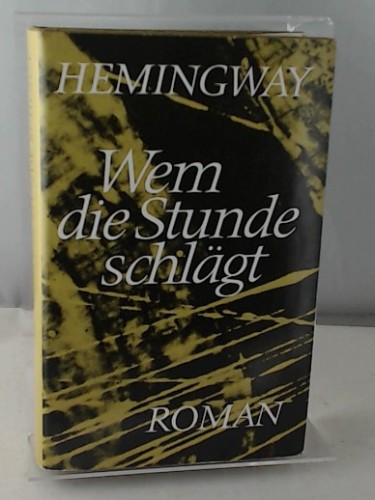 HEMINGWAY
Wem
die Stunde
schlägt
ROMAN